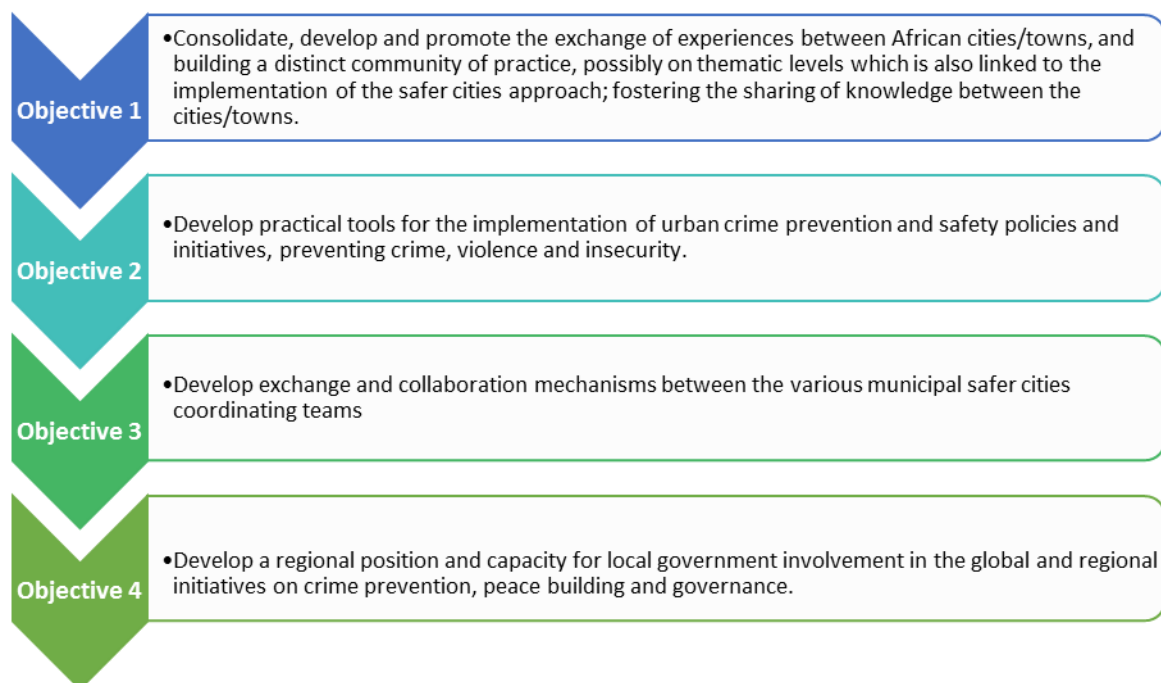 Objective 1
•Consolidate, develop and promote the exchange of experiences between African cities/towns, and
building a distinct community of practice, possibly on thematic levels which is also linked to the
implementation of the safer cities approach; fostering the sharing of knowledge between the
cities/towns.
Objective 2
•Develop practical tools for the implementation of urban crime prevention and safety policies and
initiatives, preventing crime, violence and insecurity.
Objective 3
•Develop exchange and collaboration mechanisms between the various municipal safer cities
coordinating teams
Objective 4
•Develop a regional position and capacity for local government involvement in the global and regional
initiatives on crime prevention, peace building and governance.